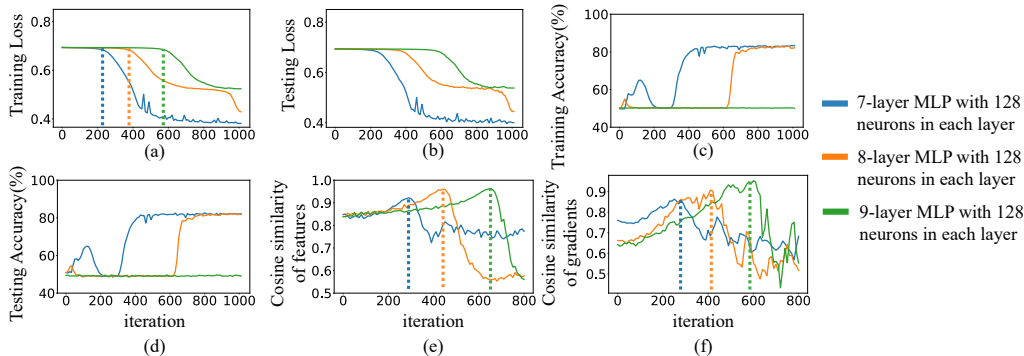 Training Loss
0.8
0.6
0.4
0 200 400 600 800 1000
(a)
Testing Loss
0.8
0.6
0.4
0 200 400 600 800 1000
(b)
Training Accuracy(%)
100
80
60
40
0 200 400 600 800 1000
(c)
7-layer MLP with 128
neurons in each layer
8-layer MLP with 128
neurons in each layer
9-layer MLP with 128
neurons in each layer
Testing Accuracy(%)
100
80
60
40
0 200 400 600 800 1000
iteration
(d)
Cosine similarity
of features
1.0
0.9
0.8
0.7
0.6
0.5
0 200 400 600 800
iteration
(e)
Cosine similarity
of gradients
0.9
0.8
0.7
0.6
0.5
0 200 400 600 800
iteration
(f)